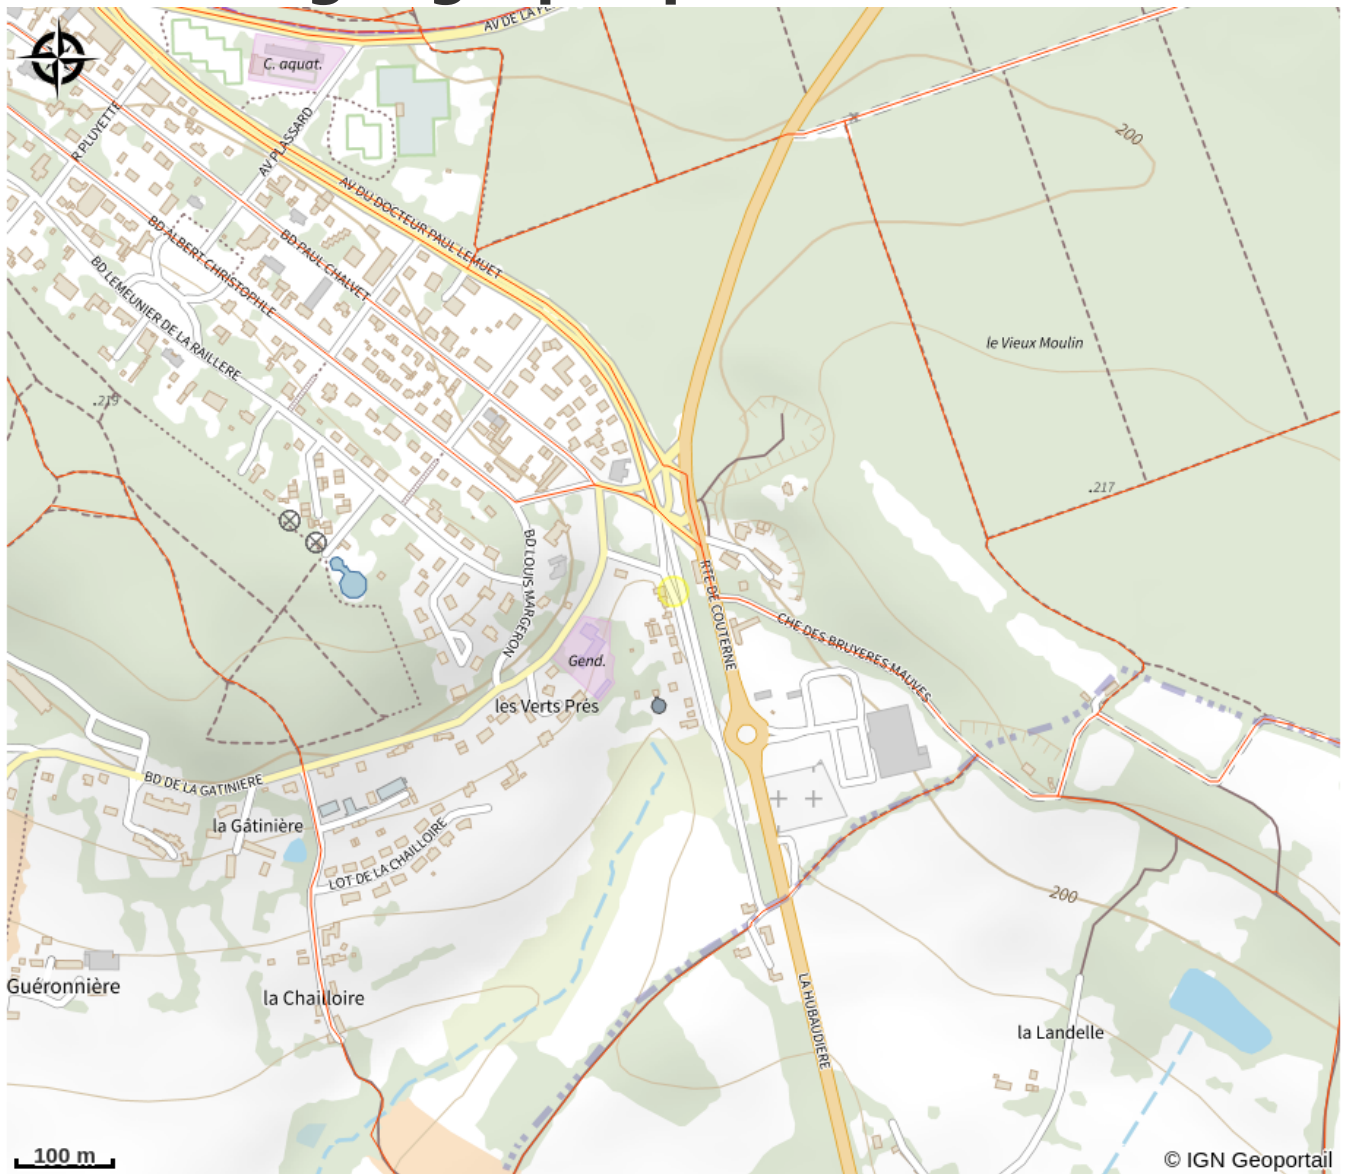 AV DE LA FE
C. aquat.
R PLUYETTE
AV PLASSARD
200
AV DU DOCTEUR PAUL LEMUET
BD ALBERT CHRISTOPHLE
BD PAUL CHALVET
BD LEMEUNIER DE LA RAILLERE
le Vieux Moulin
.219
.217
BD LOUIS MARGERON
RTE DE COUTERNE
CHE DES BRUYERES MAUVES
Gend.
les Verts Prés
BD DE LA GATINIERE
la Gâtinière
LOT DE LA CHAILLOIRE
200
Guéronnière
la Chailloire
LA HUBAUDIERE
la Landelle
100 m
© IGN Geoportail